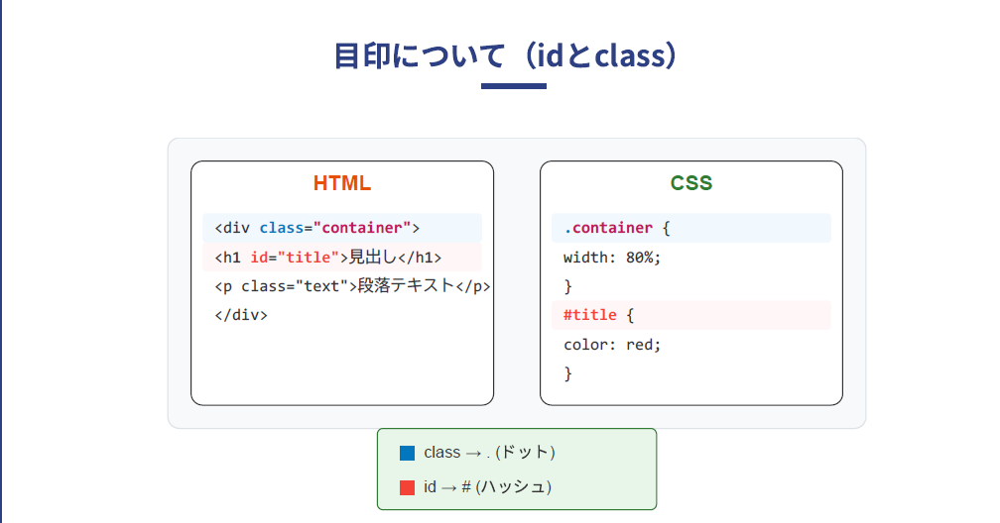 目印について（idとclass）
HTML
<div class="container">
<h1 id="title">見出し</h1>
<p class="text">段落テキスト</p>
</div>
CSS
.container {
width: 80%;
}
#title {
color: red;
}
class → . (ドット)
id → # (ハッシュ)